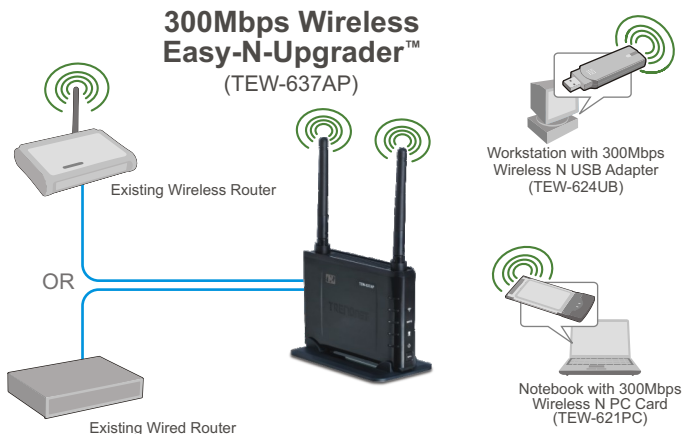 300Mbps Wireless
Easy-N-Upgrader™
(TEW-637AP)
Existing Wireless Router
OR
Existing Wired Router
TRENDNET
Workstation with 300Mbps
Wireless N USB Adapter
(TEW-624UB)
Notebook with 300Mbps
Wireless N PC Card
(TEW-621PC)